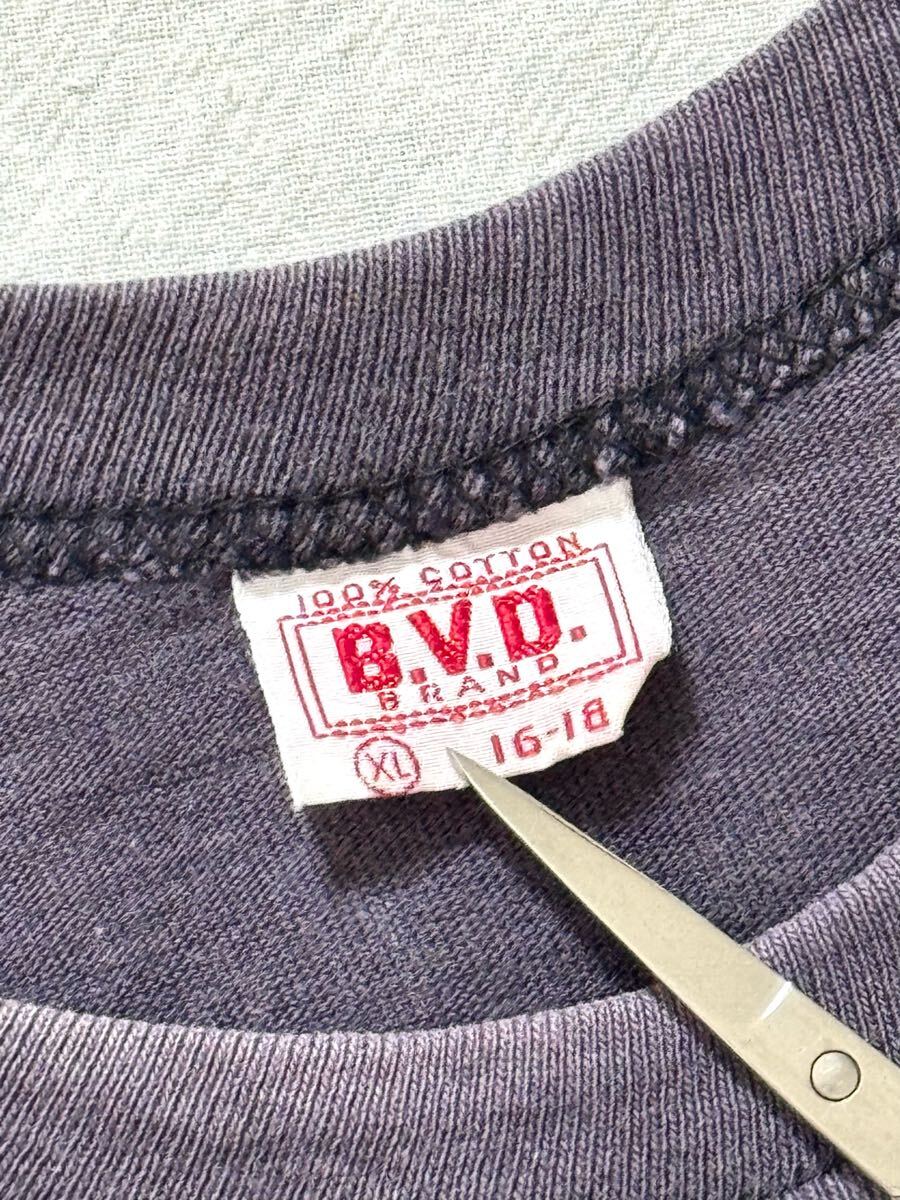 100% COTTON
B.V.D.
BRAND
XL 16-18